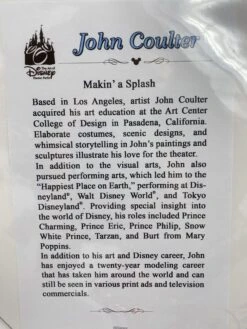 The Art of
Disney
John Coulter
Makin' a Splash
Based in Los Angeles, artist John Coulter
acquired his art education at the Art Center
College of Design in Pasadena, California.
Elaborate costumes, scenic designs, and
whimsical storytelling in John's paintings and
sculptures illustrate his love for the theater.
In addition to the visual arts, John also
pursued performing arts, which led him to the
"Happiest Place on Earth," performing at Dis-
neyland®, Walt Disney World®, and Tokyo
Disneyland®. Providing special insight into
the world of Disney, his roles included Prince
Charming, Prince Eric, Prince Philip, Snow
White Prince, Tarzan, and Burt from Mary
Poppins.
In addition to his art and Disney career, John
has enjoyed a twenty-year modeling career
that has taken him around the world and can
still be seen in various print ads and television
commercials.